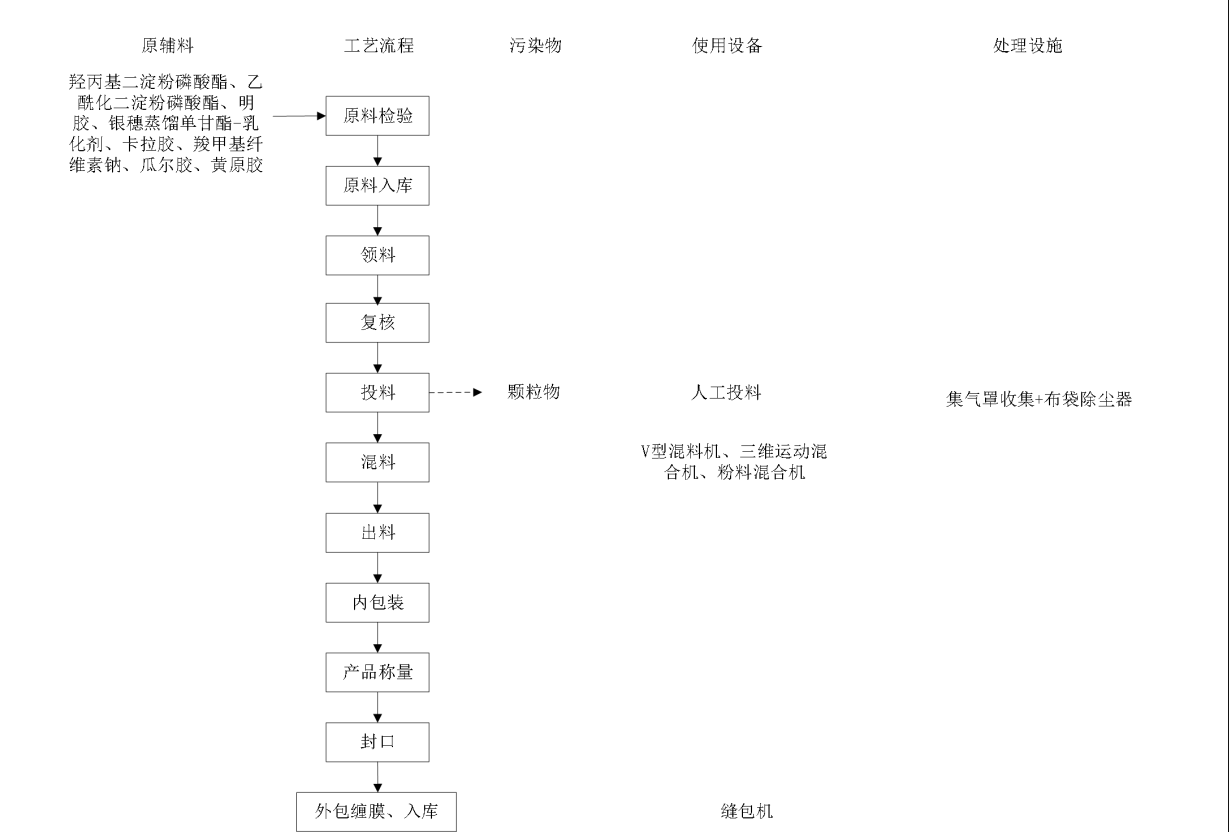 原辅料
工艺流程
污染物
使用设备
处理设施
羟丙基二淀粉磷酸酯、乙
酰化二淀粉磷酸酯、明
胶、银穗蒸馏单甘酯-乳
化剂、卡拉胶、羧甲基纤
维素钠、瓜尔胶、黄原胶
原料检验
原料入库
领料
复核
投料
颗粒物
人工投料
集气罩收集+布袋除尘器
混料
V型混料机、三维运动混
合机、粉料混合机
出料
内包装
产品称量
封口
外包缠膜、入库
缝包机